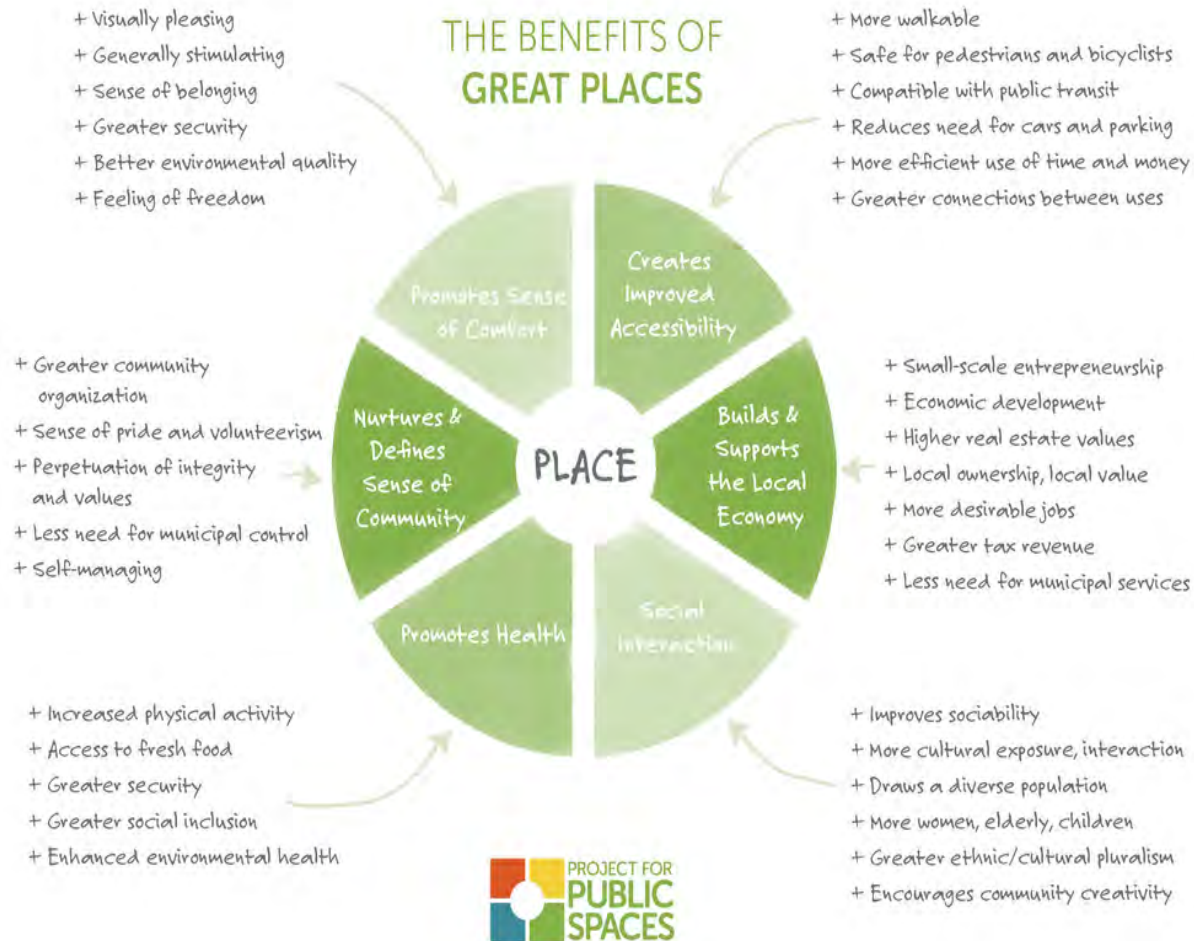 THE BENEFITS OF
GREAT PLACES
+ Visually pleasing
+ Generally stimulating
+ Sense of belonging
+ Greater security
+ Better environmental quality
+ Feeling of freedom
+ More walkable
+ Safe for pedestrians and bicyclists
+ Compatible with public transit
+ Reduces need for cars and parking
+ More efficient use of time and money
+ Greater connections between uses
Promotes Sense
of Comfort
Creates
Improved
Accessibility
+ Greater community
organization
+ Sense of pride and volunteerism
+ Perpetuation of integrity
and values
+ Less need for municipal control
+ Self-managing
Nurtures &
Defines
Sense of
Community
PLACE
Builds &
Supports
the Local
Economy
+ Small-scale entrepreneurship
+ Economic development
+ Higher real estate values
+ Local ownership, local value
+ More desirable jobs
+ Greater tax revenue
+ Less need for municipal services
Promotes Health
Social
Interaction
+ Increased physical activity
+ Access to fresh food
+ Greater security
+ Greater social inclusion
+ Enhanced environmental health
+ Improves sociability
+ More cultural exposure, interaction
+ Draws a diverse population
+ More women, elderly, children
+ Greater ethnic/cultural pluralism
+ Encourages community creativity
PROJECT FOR
PUBLIC
SPACES